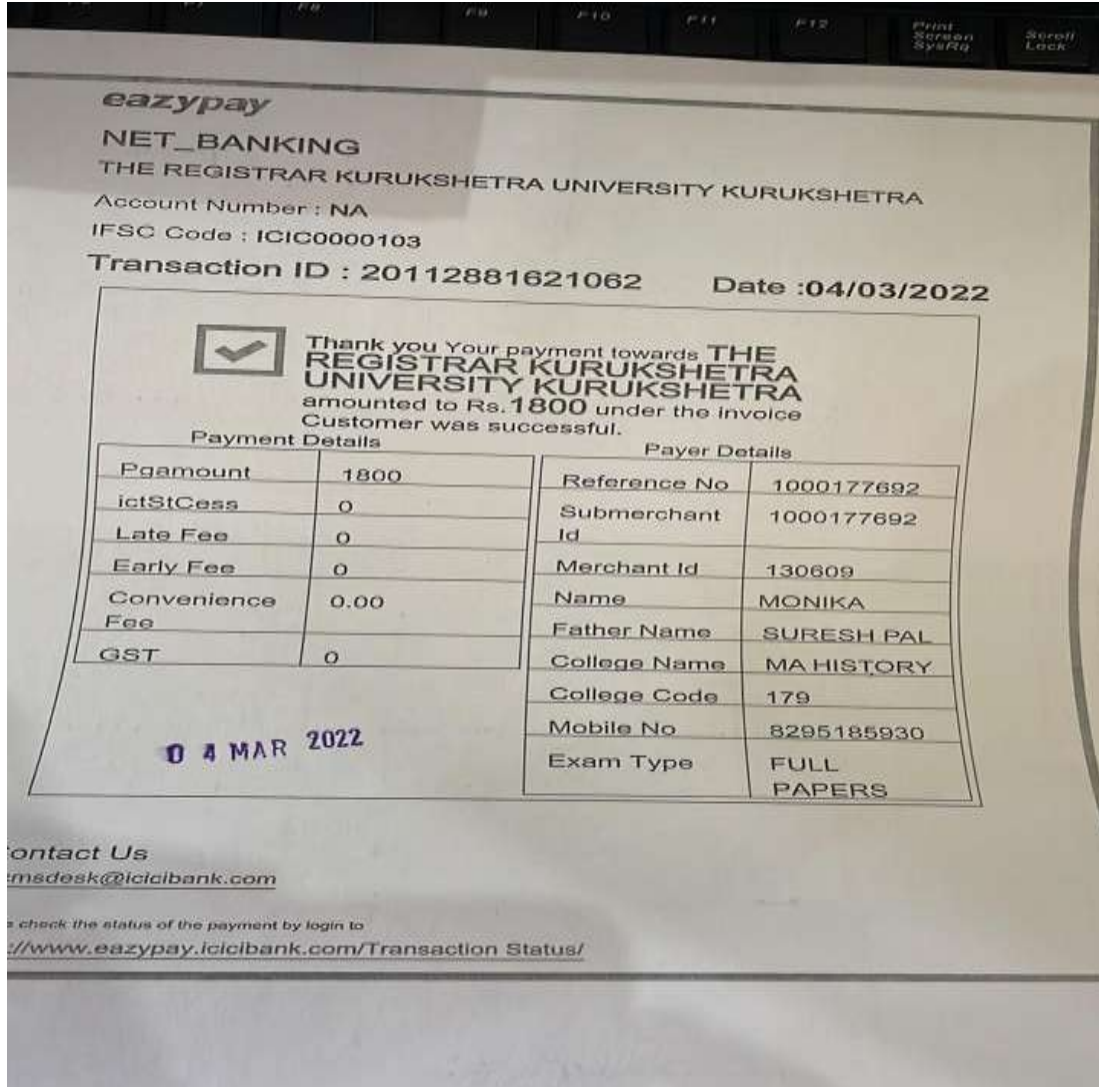 F8 F9 F10 F11 F12 Print Screen SysRq Scroll Lock
eazypay
NET_BANKING
THE REGISTRAR KURUKSHETRA UNIVERSITY KURUKSHETRA
Account Number : NA
IFSC Code : ICIC0000103
Transaction ID : 20112881621062 Date :04/03/2022
Thank you Your payment towards THE
REGISTRAR KURUKSHETRA
UNIVERSITY KURUKSHETRA
amounted to Rs.1800 under the invoice
Customer was successful.
Payment Details
Pgamount 1800
ictStCess 0
Late Fee 0
Early Fee 0
Convenience 0.00
Fee
GST 0
Payer Details
Reference No 1000177692
Submerchant 1000177692
Id
Merchant Id 130609
Name MONIKA
Father Name SURESH PAL
College Name MA HISTORY
College Code 179
Mobile No 8295185930
Exam Type FULL
PAPERS
04 MAR 2022
ontact Us
msdesk@icicibank.com
check the status of the payment by login to
://www.eazypay.icicibank.com/Transaction Status/